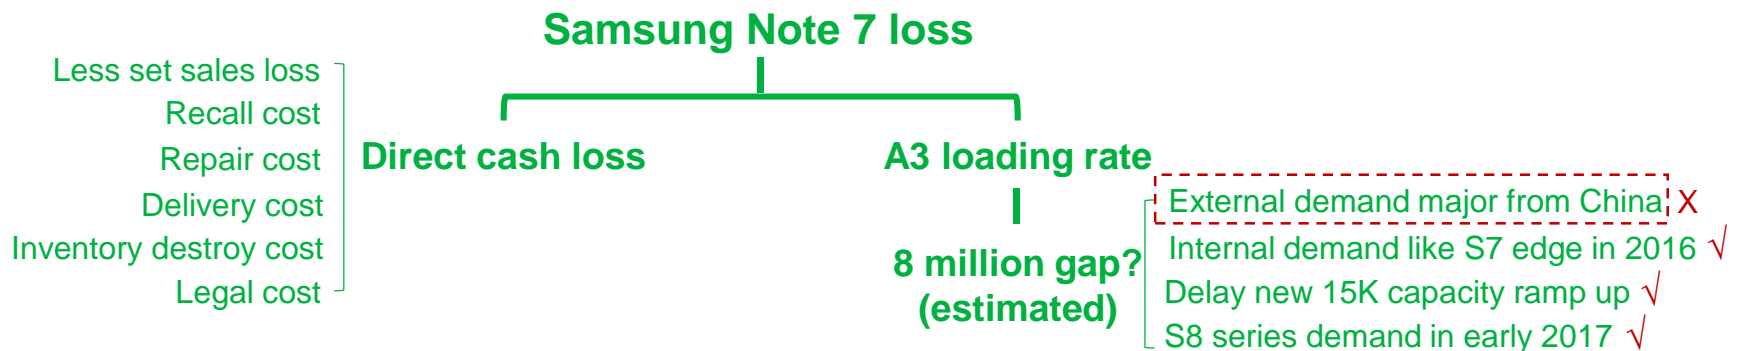 Samsung Note 7 loss
Less set sales loss
Recall cost
Repair cost
Delivery cost
Inventory destroy cost
Legal cost
Direct cash loss
A3 loading rate
8 million gap?
(estimated)
External demand major from China X
Internal demand like S7 edge in 2016 √
Delay new 15K capacity ramp up √
S8 series demand in early 2017 √